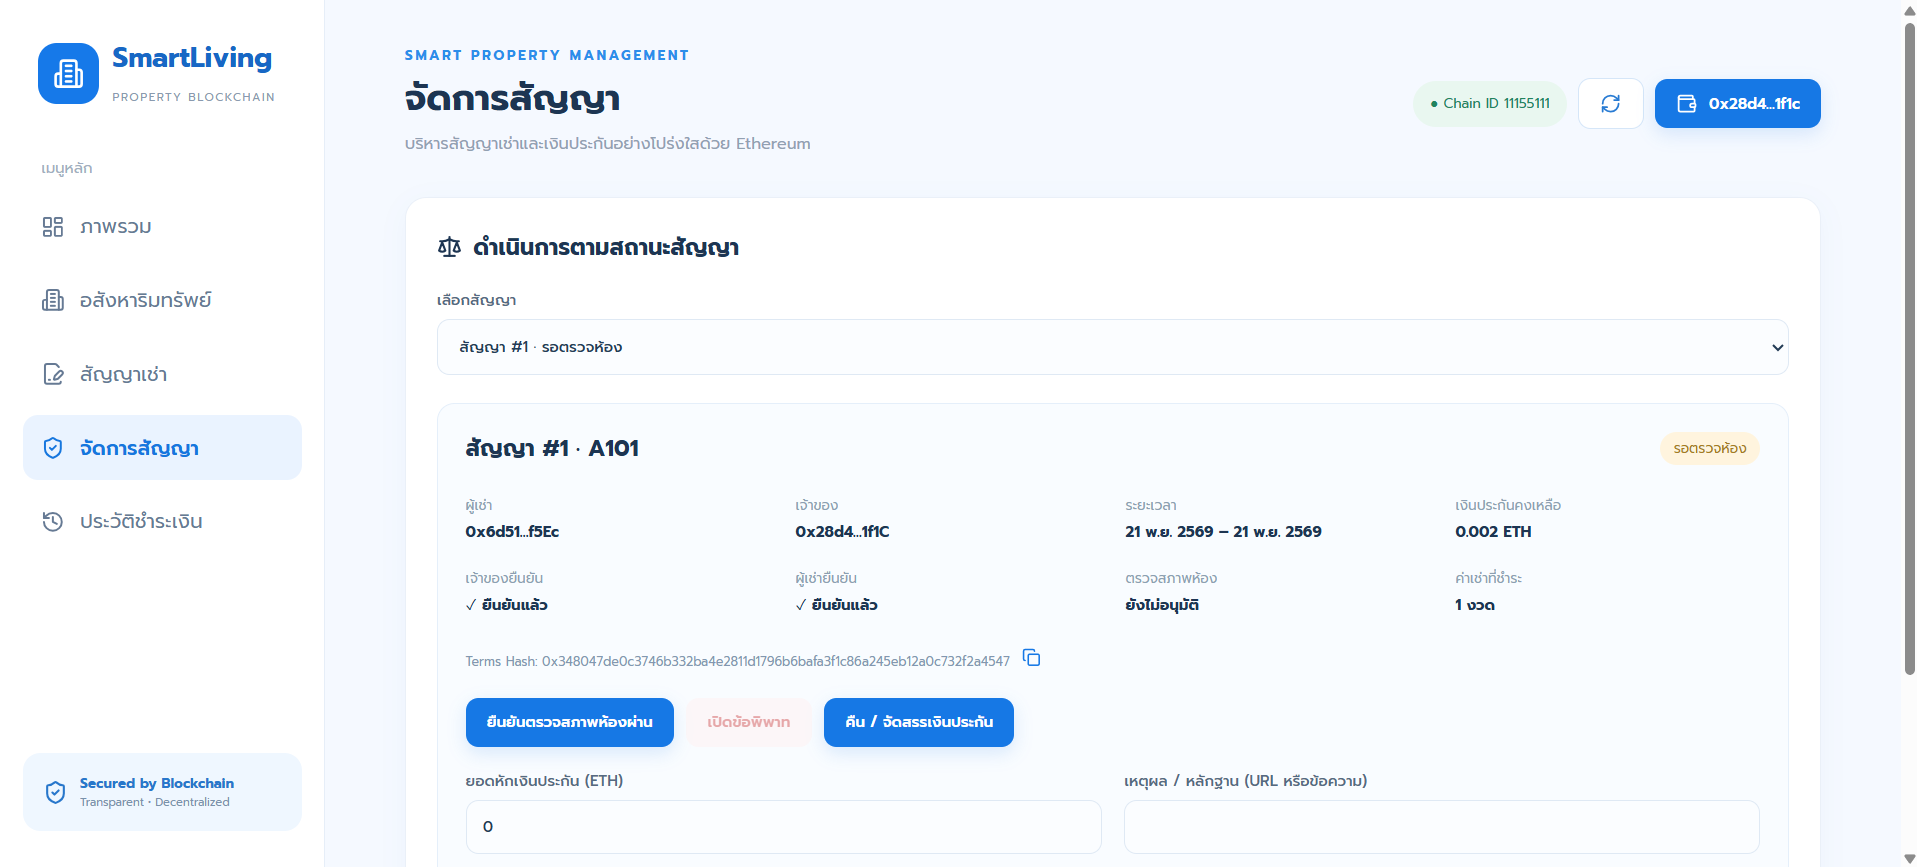 SmartLiving
PROPERTY BLOCKCHAIN
เมนูหลัก
ภาพรวม
อสังหาริมทรัพย์
สัญญาเช่า
จัดการสัญญา
ประวัติชำระเงิน
Secured by Blockchain
Transparent • Decentralized
SMART PROPERTY MANAGEMENT
จัดการสัญญา
บริหารสัญญาเช่าและเงินประกันอย่างโปร่งใสด้วย Ethereum
● Chain ID 11155111
0x28d4...1f1c
ดำเนินการตามสถานะสัญญา
เลือกสัญญา
สัญญา #1 · รอตรวจห้อง
สัญญา #1 · A101
รอตรวจห้อง
ผู้เช่า
0x6d51...f5Ec
เจ้าของ
0x28d4...1f1C
ระยะเวลา
21 พ.ย. 2569 – 21 พ.ย. 2569
เงินประกันคงเหลือ
0.002 ETH
เจ้าของยืนยัน
✓ ยืนยันแล้ว
ผู้เช่ายืนยัน
✓ ยืนยันแล้ว
ตรวจสภาพห้อง
ยังไม่อนุมัติ
ค่าเช่าที่ชำระ
1 งวด
Terms Hash: 0x348047de0c3746b332ba4e2811d1796b6bafa3f1c86a245eb12a0c732f2a4547
ยืนยันตรวจสภาพห้องผ่าน
เปิดข้อพิพาท
คืน / จัดสรรเงินประกัน
ยอดหักเงินประกัน (ETH)
0
เหตุผล / หลักฐาน (URL หรือข้อความ)